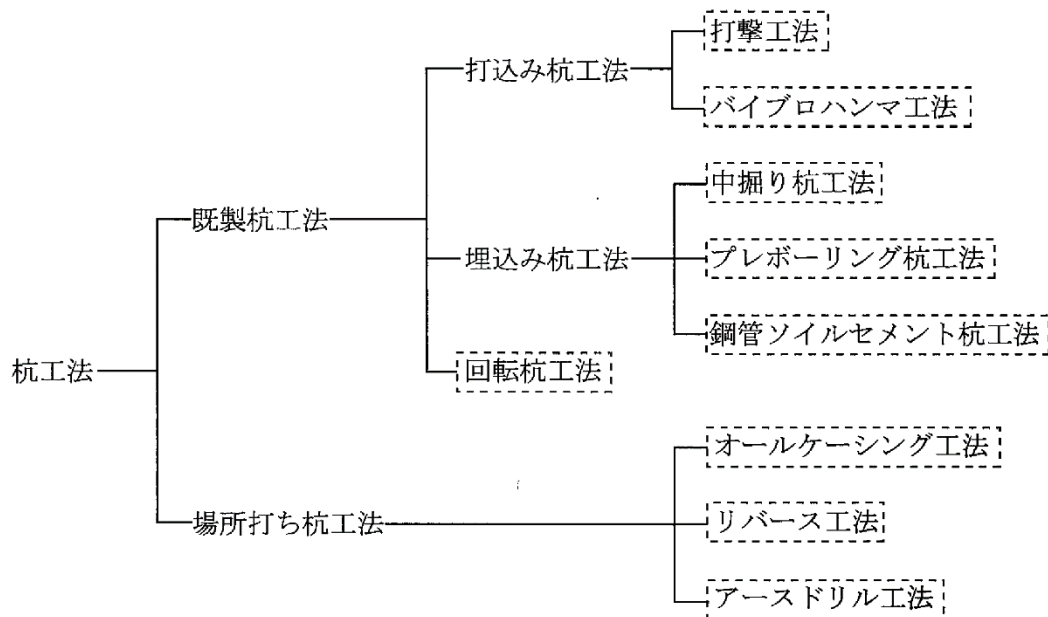 打撃工法
打込み杭工法
バイブロハンマ工法
中掘り杭工法
既製杭工法
埋込み杭工法
プレボーリング杭工法
鋼管ソイルセメント杭工法
杭工法
回転杭工法
オールケーシング工法
場所打ち杭工法
リバース工法
アースドリル工法